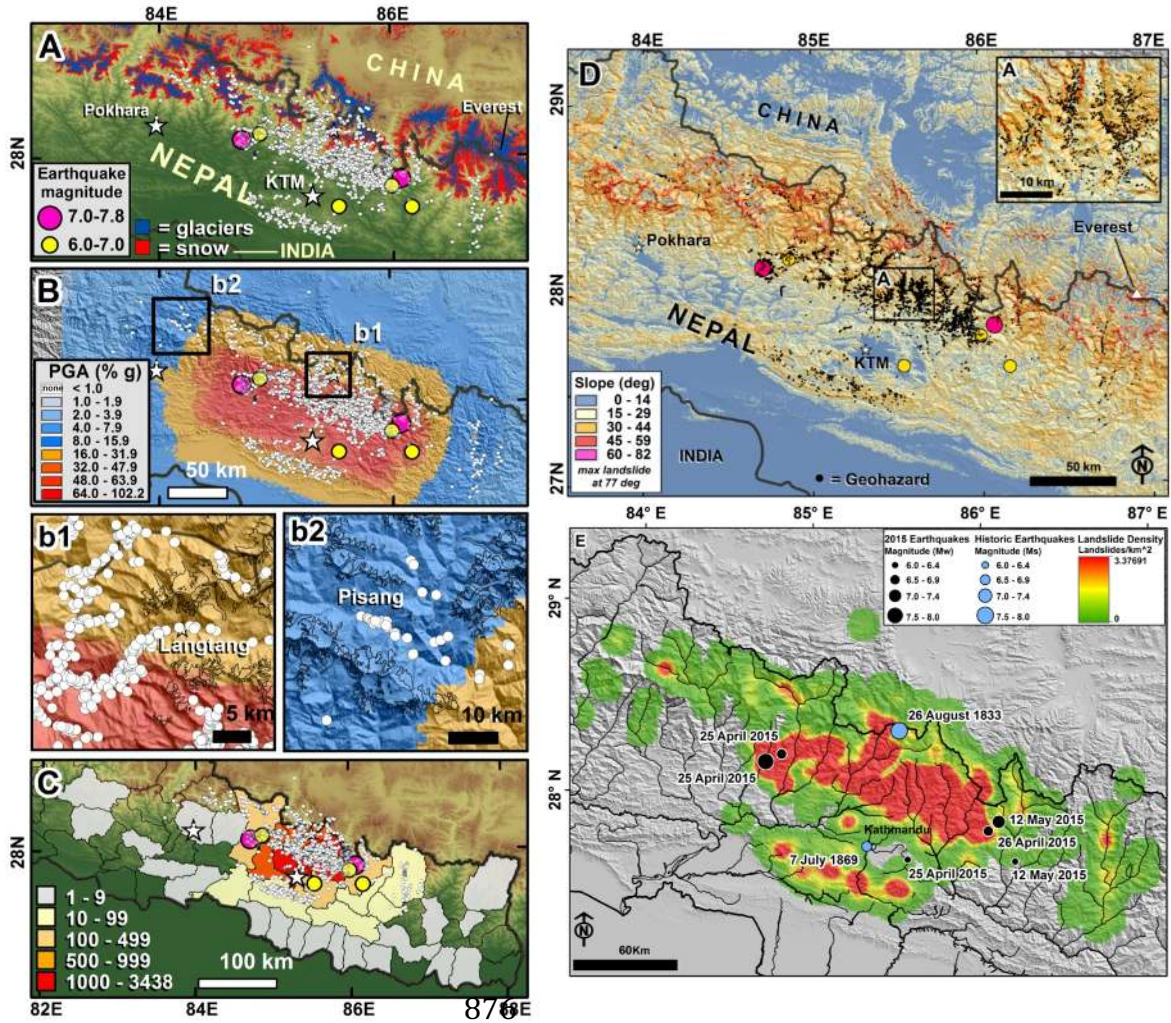 84E
86E
A
CHINA
Pokhara
Everest
28N
NEPAL
KTM
Earthquake
magnitude
7.0-7.8
6.0-7.0
= glaciers
= snow
INDIA
B
b2
b1
PGA (% g)
none < 1.0
1.0 - 1.9
2.0 - 3.9
4.0 - 7.9
8.0 - 15.9
16.0 - 31.9
32.0 - 47.9
48.0 - 63.9
64.0 - 102.2
50 km
b1
Langtang
5 km
b2
Pisang
10 km
C
28N
1 - 9
10 - 99
100 - 499
500 - 999
1000 - 3438
100 km
82E
84E
86E
88E
876
84E
85E
86E
87E
D
29N
28N
27N
CHINA
A
10 km
Everest
Pokhara
A
NEPAL
KTM
Slope (deg)
0 - 14
15 - 29
30 - 44
45 - 59
60 - 82
max landslide
at 77 deg
INDIA
= Geohazard
N
50 km
84° E
85°E
86°E
87°E
E
29° N
28° N
2015 Earthquakes
Magnitude (Mw)
6.0 - 6.4
6.5 - 6.9
7.0 - 7.4
7.5 - 8.0
Historic Earthquakes
Magnitude (Ms)
6.0 - 6.4
6.5 - 6.9
7.0 - 7.4
7.5 - 8.0
Landslide Density
Landslides/km^2
3.37691
0
26 August 1833
25 April 2015
25 April 2015
12 May 2015
Kathmandu
26 April 2015
7 July 1869
25 April 2015
12 May 2015
N
60Km